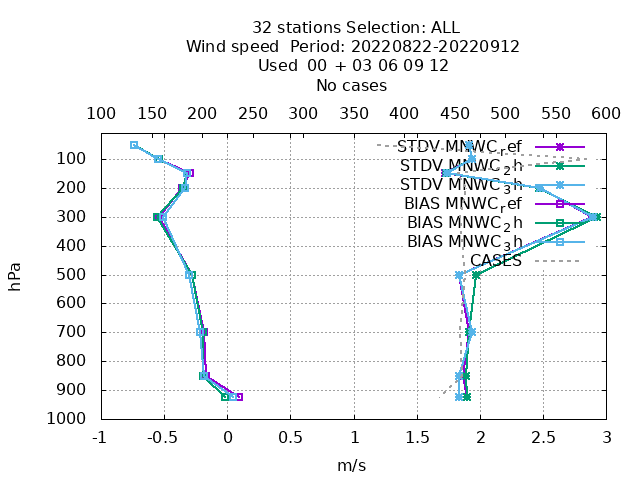 32 stations Selection: ALL
Wind speed  Period: 20220822-20220912
Used  00 + 03 06 09 12
No cases
100 150 200 250 300 350 400 450 500 550 600
STDV MNWC_ref
STDV MNWC_2h
STDV MNWC_3h
BIAS MNWC_ref
BIAS MNWC_2h
BIAS MNWC_3h
CASES
100
200
300
400
500
600
700
800
900
1000
hPa
-1 -0.5 0 0.5 1 1.5 2 2.5 3
m/s